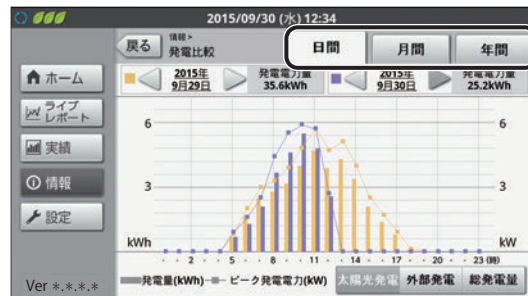 2015/09/30 (水) 12:34
戻る
情報>
発電比較
日間 月間 年間
ホーム
ライブ
レポート
実績
情報
設定
Ver *.*.*.*
2015年
9月29日
発電電力量
35.6kWh
2015年
9月30日
発電電力量
25.2kWh
6 6
3 3
kWh kW
2 5 8 11 14 17 20 23 (時)
発電量(kWh) ピーク発電電力(kW)
太陽光発電 外部発電 総発電量